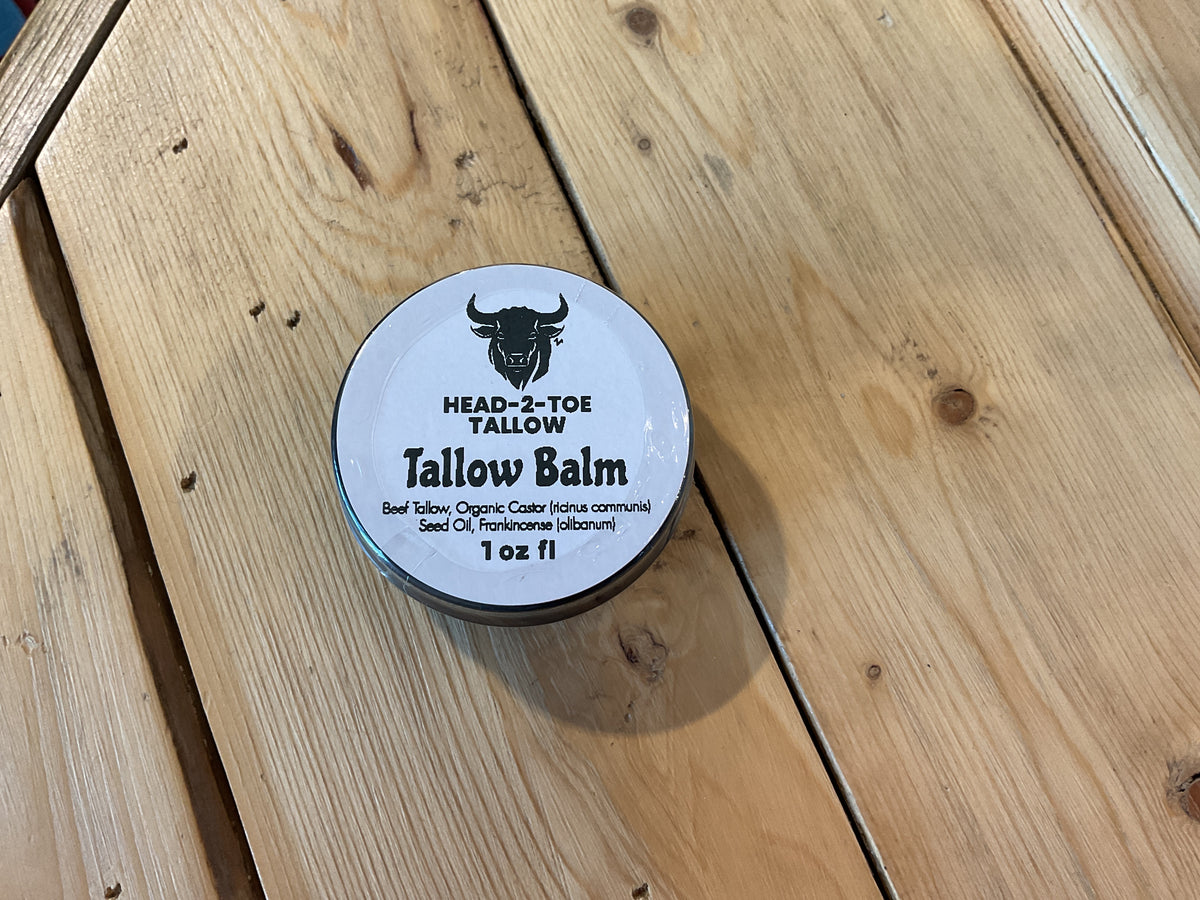 HEAD-2-TOE
TALLOW
Tallow Balm
Beef Tallow, Organic Castor (ricinus communis)
Seed Oil, Frankincense (olibanum)
1 oz fl